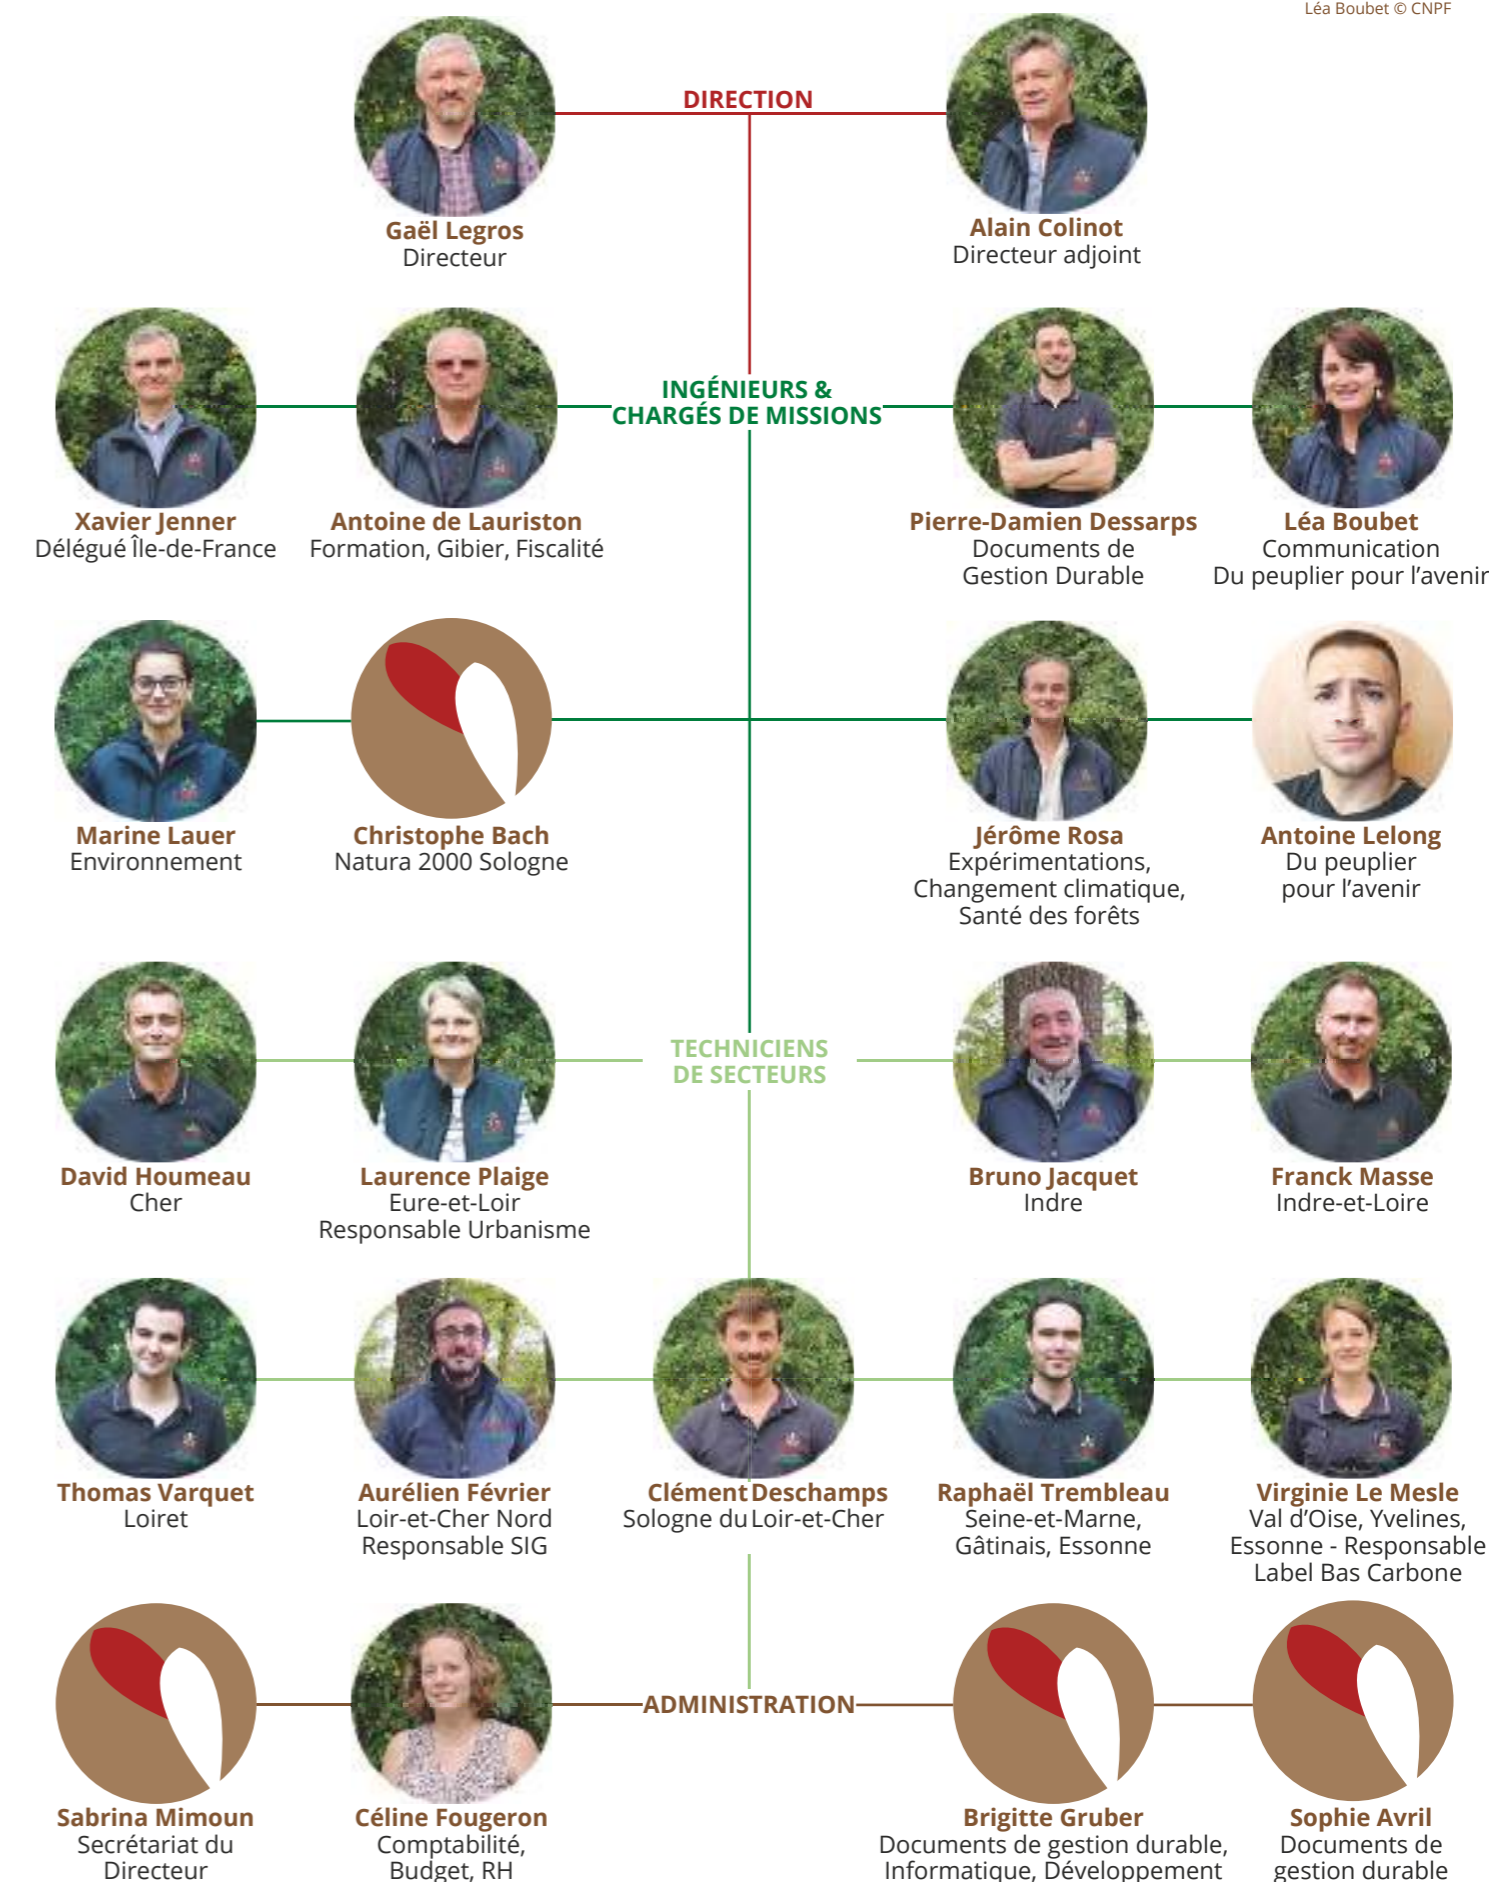 Léa Boubet © CNPF
DIRECTION
Gaël Legros
Directeur
Alain Colinot
Directeur adjoint
INGÉNIEURS &
CHARGÉS DE MISSIONS
Xavier Jenner
Délégué Île-de-France
Antoine de Lauriston
Formation, Gibier, Fiscalité
Pierre-Damien Dessarps
Documents de
Gestion Durable
Léa Boubet
Communication
Du peuplier pour l’avenir
Marine Lauer
Environnement
Christophe Bach
Natura 2000 Sologne
Jérôme Rosa
Expérimentations,
Changement climatique,
Santé des forêts
Antoine Lelong
Du peuplier
pour l’avenir
TECHNICIENS
DE SECTEURS
David Houmeau
Cher
Laurence Plaige
Eure-et-Loir
Responsable Urbanisme
Bruno Jacquet
Indre
Franck Masse
Indre-et-Loire
Thomas Varquet
Loiret
Aurélien Février
Loir-et-Cher Nord
Responsable SIG
Clément Deschamps
Sologne du Loir-et-Cher
Raphaël Trembleau
Seine-et-Marne,
Gâtinais, Essonne
Virginie Le Mesle
Val d’Oise, Yvelines,
Essonne - Responsable
Label Bas Carbone
ADMINISTRATION
Sabrina Mimoun
Secrétariat du
Directeur
Céline Fougeron
Comptabilité,
Budget, RH
Brigitte Gruber
Documents de gestion durable,
Informatique, Développement
Sophie Avril
Documents de
gestion durable